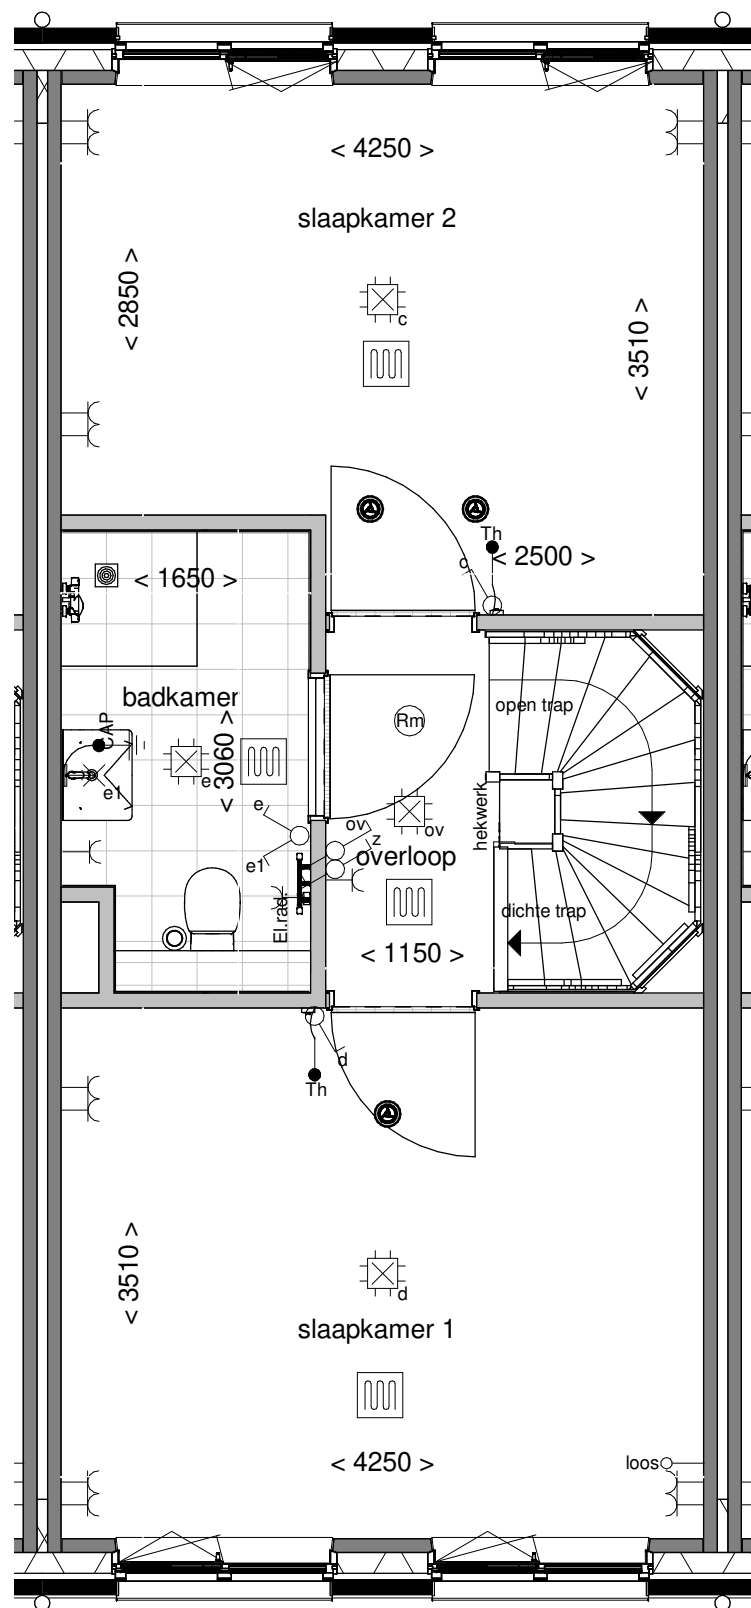 < 4250 >
slaapkamer 2
< 2850 >
< 3510 >
c
Th
c
< 2500 >
< 1650 >
badkamer
open trap
Rm
CAP
< 3060 >
e
e1
hekwerk
e
ov
ov
z
overloop
e1
El.rad.
dichte trap
< 1150 >
d
Th
< 3510 >
d
slaapkamer 1
< 4250 >
loos